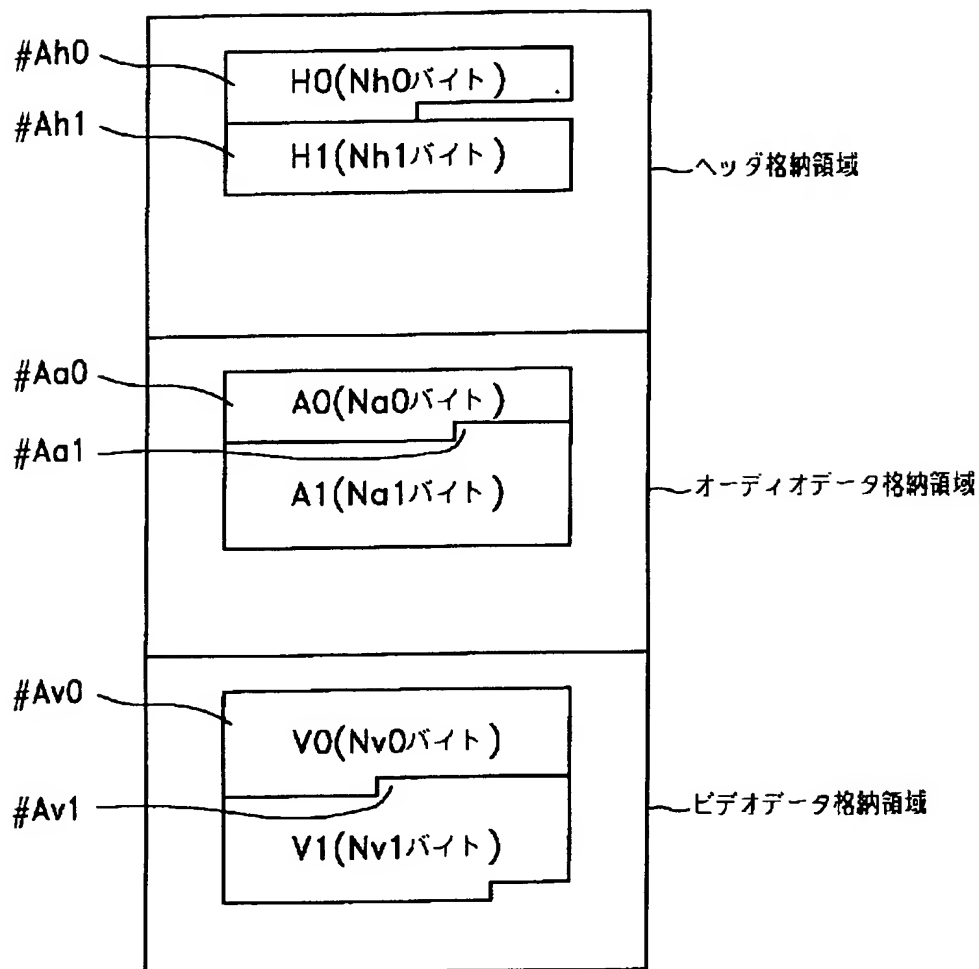 #Ah0
H0(Nh0バイト)
#Ah1
H1(Nh1バイト)
ヘッダ格納領域
#Aa0
A0(Na0バイト)
#Aa1
A1(Na1バイト)
オーディオデータ格納領域
#Av0
V0(Nv0バイト)
#Av1
V1(Nv1バイト)
ビデオデータ格納領域